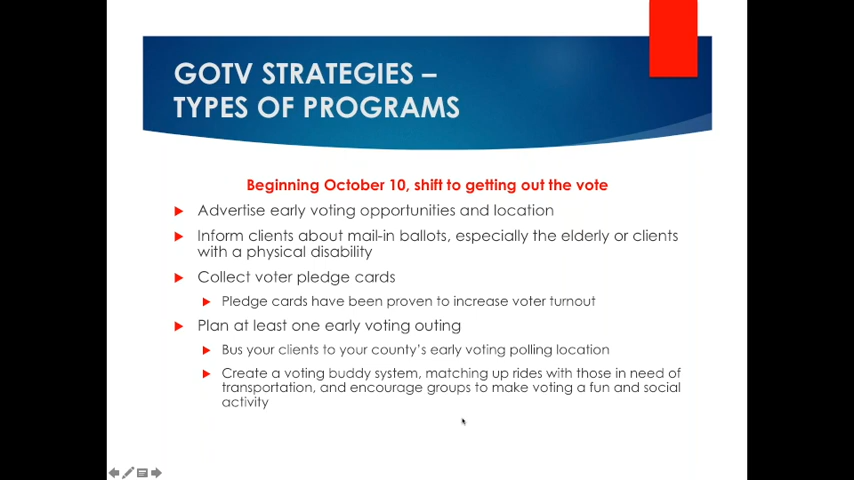 GOTV STRATEGIES –
TYPES OF PROGRAMS
Beginning October 10, shift to getting out the vote
Advertise early voting opportunities and location
Inform clients about mail-in ballots, especially the elderly or clients
with a physical disability
Collect voter pledge cards
Pledge cards have been proven to increase voter turnout
Plan at least one early voting outing
Bus your clients to your county's early voting polling location
Create a voting buddy system, matching up rides with those in need of
transportation, and encourage groups to make voting a fun and social
activity